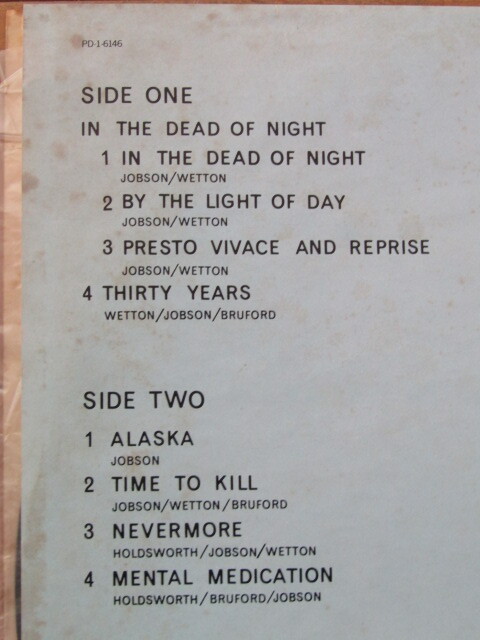 PD-1-6146
SIDE ONE
IN THE DEAD OF NIGHT
1 IN THE DEAD OF NIGHT
JOBSON/WETTON
2 BY THE LIGHT OF DAY
JOBSON/WETTON
3 PRESTO VIVACE AND REPRISE
JOBSON/WETTON
4 THIRTY YEARS
WETTON/JOBSON/BRUFORD
SIDE TWO
1 ALASKA
JOBSON
2 TIME TO KILL
JOBSON/WETTON/BRUFORD
3 NEVERMORE
HOLDSWORTH/JOBSON/WETTON
4 MENTAL MEDICATION
HOLDSWORTH/BRUFORD/JOBSON